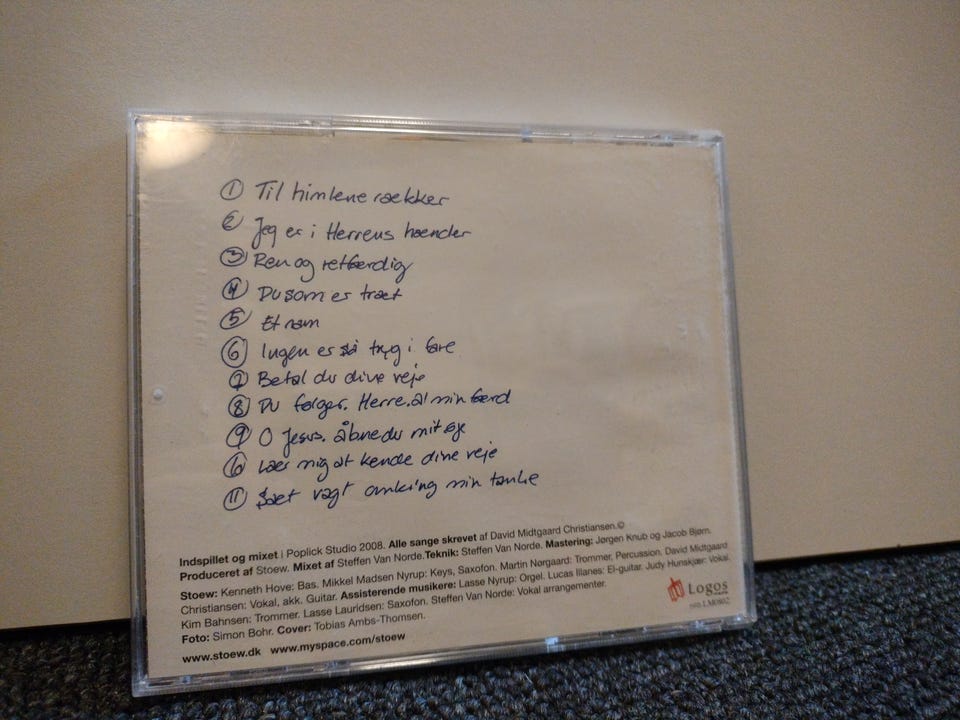 ① Til himlene rækker
② Jeg er i Herrens hænder
③ Ren og retfærdig
④ Du som er træt
⑤ Et navn
⑥ Ingen er så tryg i fare
⑦ Befal du dine veje
⑧ Du følger, Herre, al min færd
⑨ O Jesus, åbne du mit øje
⑩ Lær mig at kende dine veje
⑪ Sæt vagt omkring min tanke
Indspillet og mixet i Poplick Studio 2008. Alle sange skrevet af David Midtgaard Christiansen.©
Produceret af Stoew. Mixet af Steffen Van Norde. Teknik: Steffen Van Norde. Mastering: Jørgen Knub og Jacob Bjørn.
Stoew: Kenneth Hove: Bas. Mikkel Madsen Nyrup: Keys, Saxofon. Martin Nørgaard: Trommer, Percussion. David Midtgaard
Christiansen: Vokal, akk. Guitar. Assisterende musikere: Lasse Nyrup: Orgel. Lucas Illanes: El-guitar. Judy Hunskjær: Vokal.
Kim Bahnsen: Trommer. Lasse Lauridsen: Saxofon. Steffen Van Norde: Vokal arrangementer.
Foto: Simon Bohr. Cover: Tobias Ambs-Thomsen.
www.stoew.dk www.myspace.com/stoew
Logos
LM0802